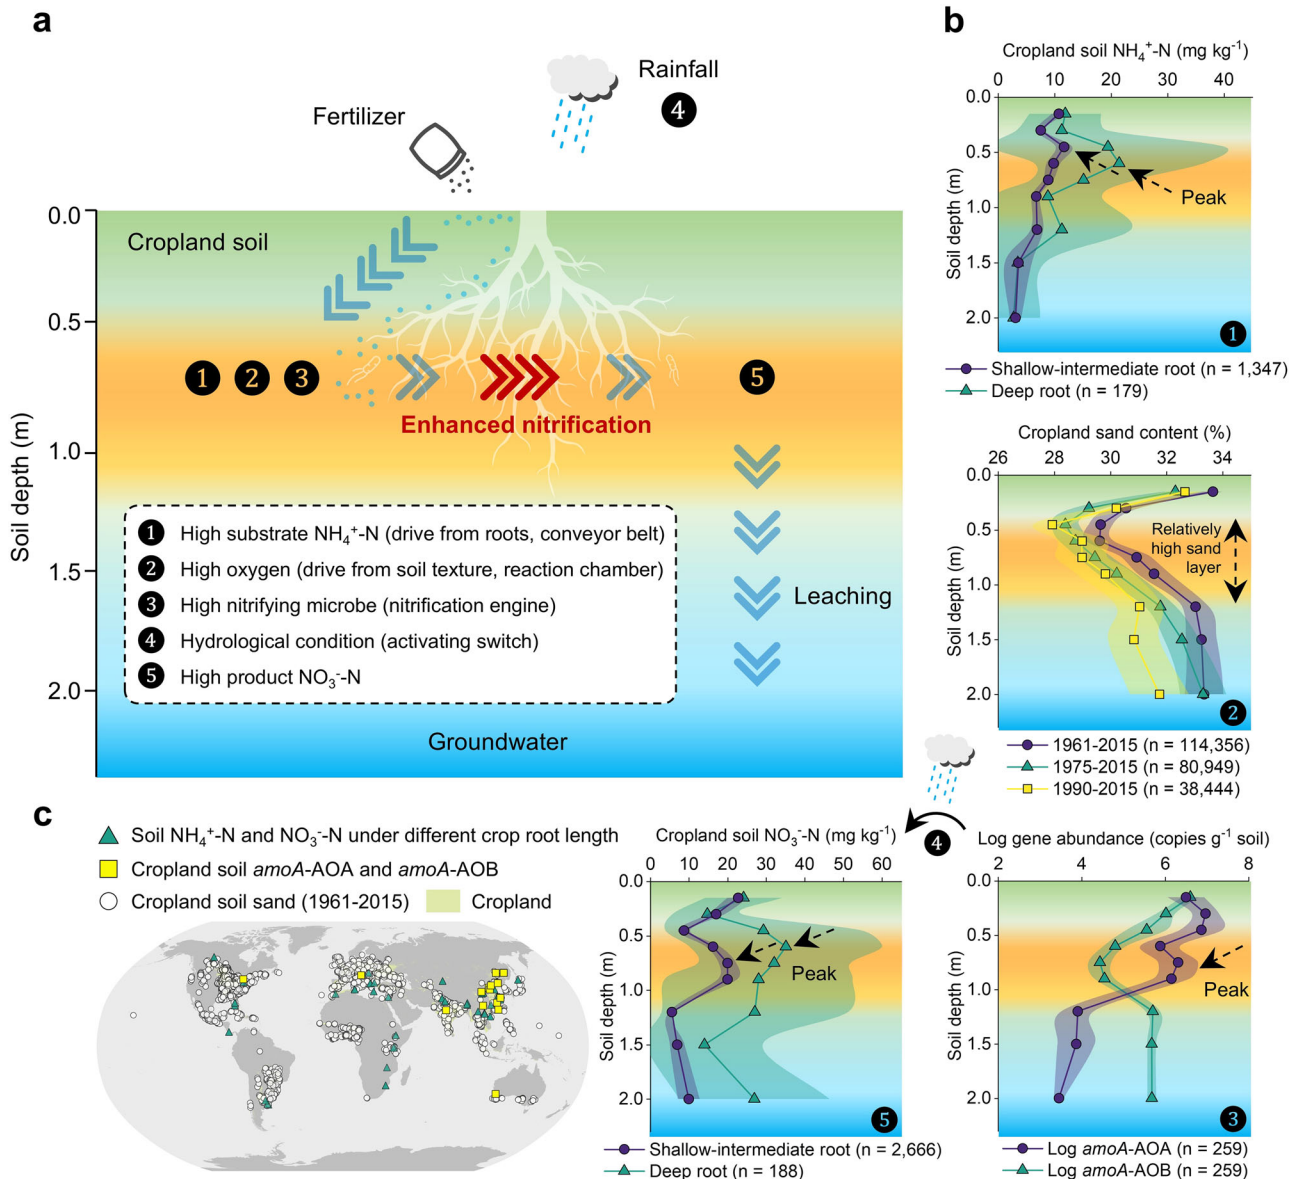 a
Rainfall
4
Fertilizer
0.0
Cropland soil
0.5
1 2 3
5
Enhanced nitrification
1.0
Soil depth (m)
1 High substrate NH₄⁺-N (drive from roots, conveyor belt)
2 High oxygen (drive from soil texture, reaction chamber)
3 High nitrifying microbe (nitrification engine)
4 Hydrological condition (activating switch)
5 High product NO₃⁻-N
1.5
Leaching
2.0
Groundwater
b
Cropland soil NH₄⁺-N (mg kg⁻¹)
0 10 20 30 40
0.0
0.5
1.0
1.5
2.0
Soil depth (m)
Peak
1
Shallow-intermediate root (n = 1,347)
Deep root (n = 179)
Cropland sand content (%)
26 28 30 32 34
0.0
0.5
1.0
1.5
2.0
Soil depth (m)
Relatively
high sand
layer
2
1961-2015 (n = 114,356)
1975-2015 (n = 80,949)
1990-2015 (n = 38,444)
c
Soil NH₄⁺-N and NO₃⁻-N under different crop root length
Cropland soil amoA-AOA and amoA-AOB
Cropland soil sand (1961-2015) Cropland
Cropland soil NO₃⁻-N (mg kg⁻¹)
0 10 20 30 40 50 60
0.0
0.5
1.0
1.5
2.0
Soil depth (m)
Peak
5
Shallow-intermediate root (n = 2,666)
Deep root (n = 188)
4
Log gene abundance (copies g⁻¹ soil)
2 4 6 8
0.0
0.5
1.0
1.5
2.0
Soil depth (m)
Peak
3
Log amoA-AOA (n = 259)
Log amoA-AOB (n = 259)